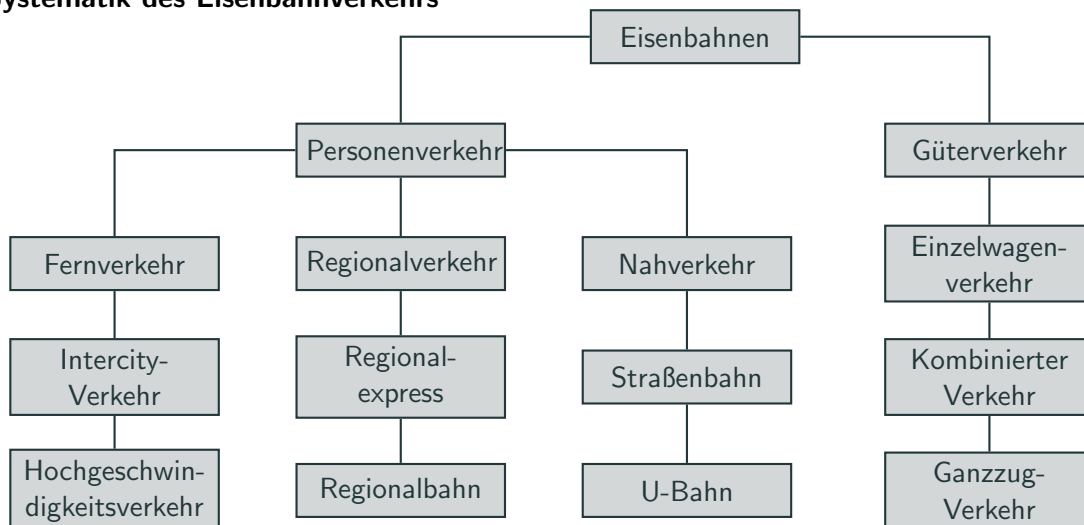 Systematik des Eisenbahnverkehrs
Eisenbahnen
Personenverkehr
Güterverkehr
Fernverkehr
Regionalverkehr
Nahverkehr
Einzelwagen-
verkehr
Intercity-
Verkehr
Regional-
express
Straßenbahn
Kombinierter
Verkehr
Hochgeschwin-
digkeitsverkehr
Regionalbahn
U-Bahn
Ganzzug-
Verkehr